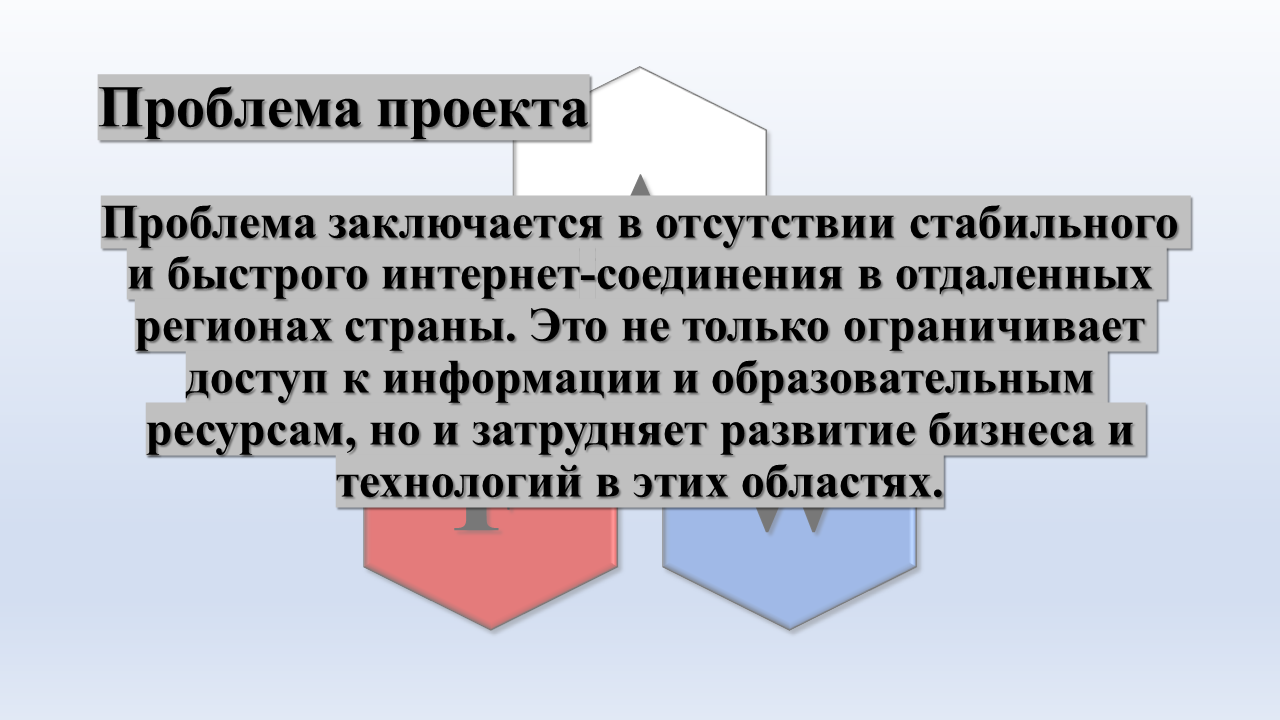 Проблема проекта
Проблема заключается в отсутствии стабильного
и быстрого интернет-соединения в отдаленных
регионах страны. Это не только ограничивает
доступ к информации и образовательным
ресурсам, но и затрудняет развитие бизнеса и
технологий в этих областях.